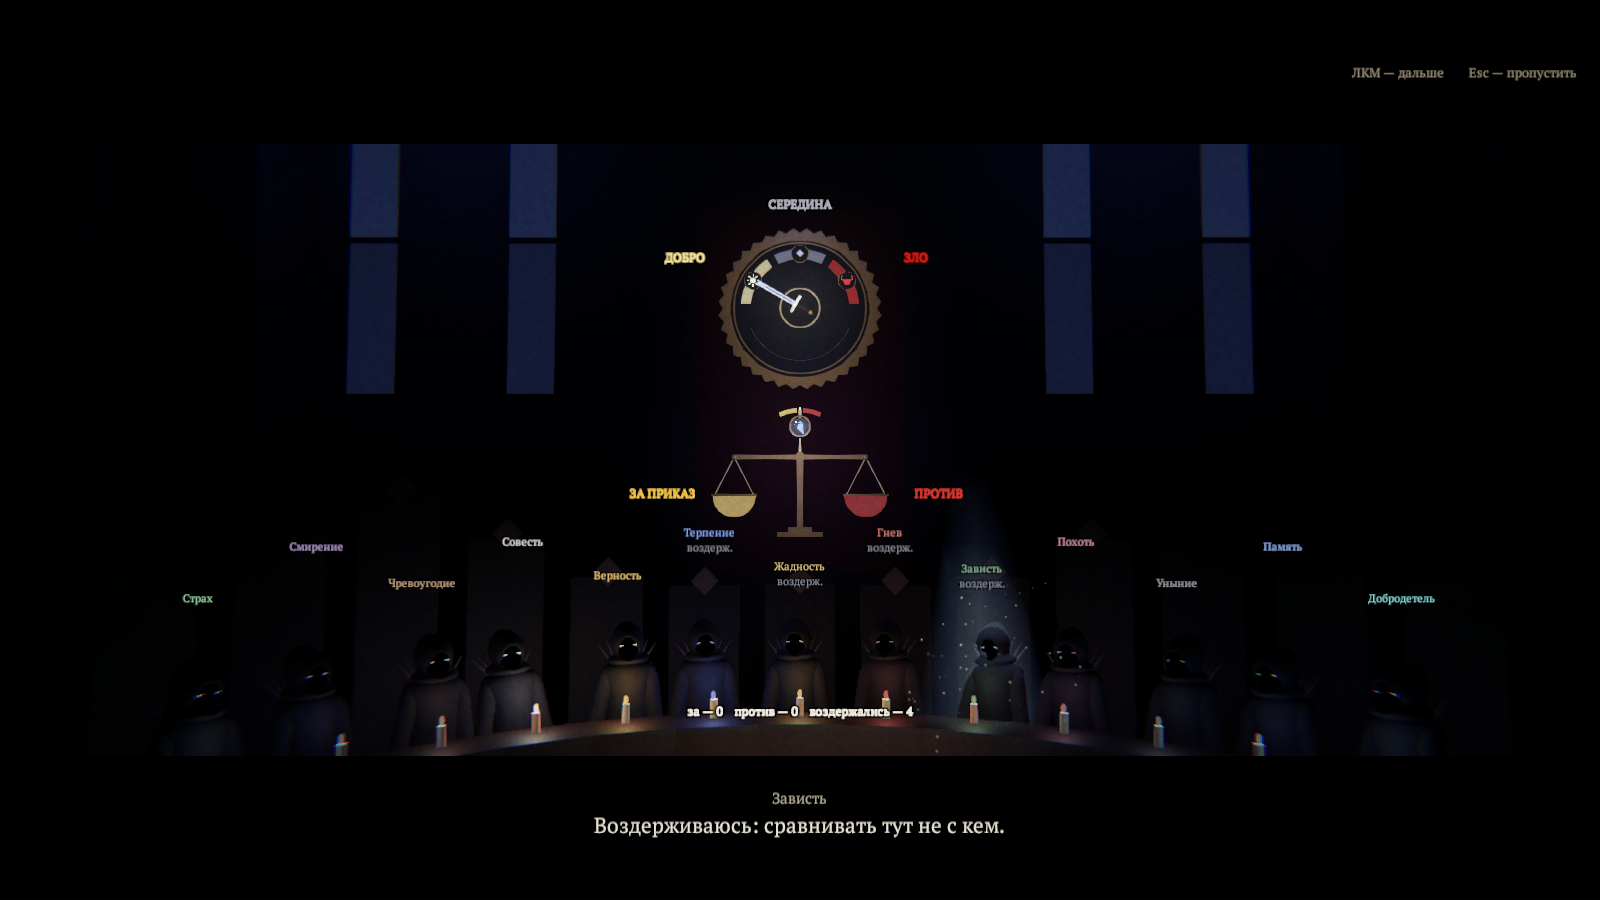 ЛКМ — дальше Esc — пропустить
СЕРЕДИНА
ДОБРО ЗЛО
ЗА ПРИКАЗ ПРОТИВ
Терпение
воздерж.
Гнев
воздерж.
Смирение
Совесть
Похоть
Память
Жадность
воздерж.
Зависть
воздерж.
Чревоугодие
Верность
Уныние
Страх
Добродетель
за — 0 против — 0 воздержались — 4
Зависть
Воздерживаюсь: сравнивать тут не с кем.